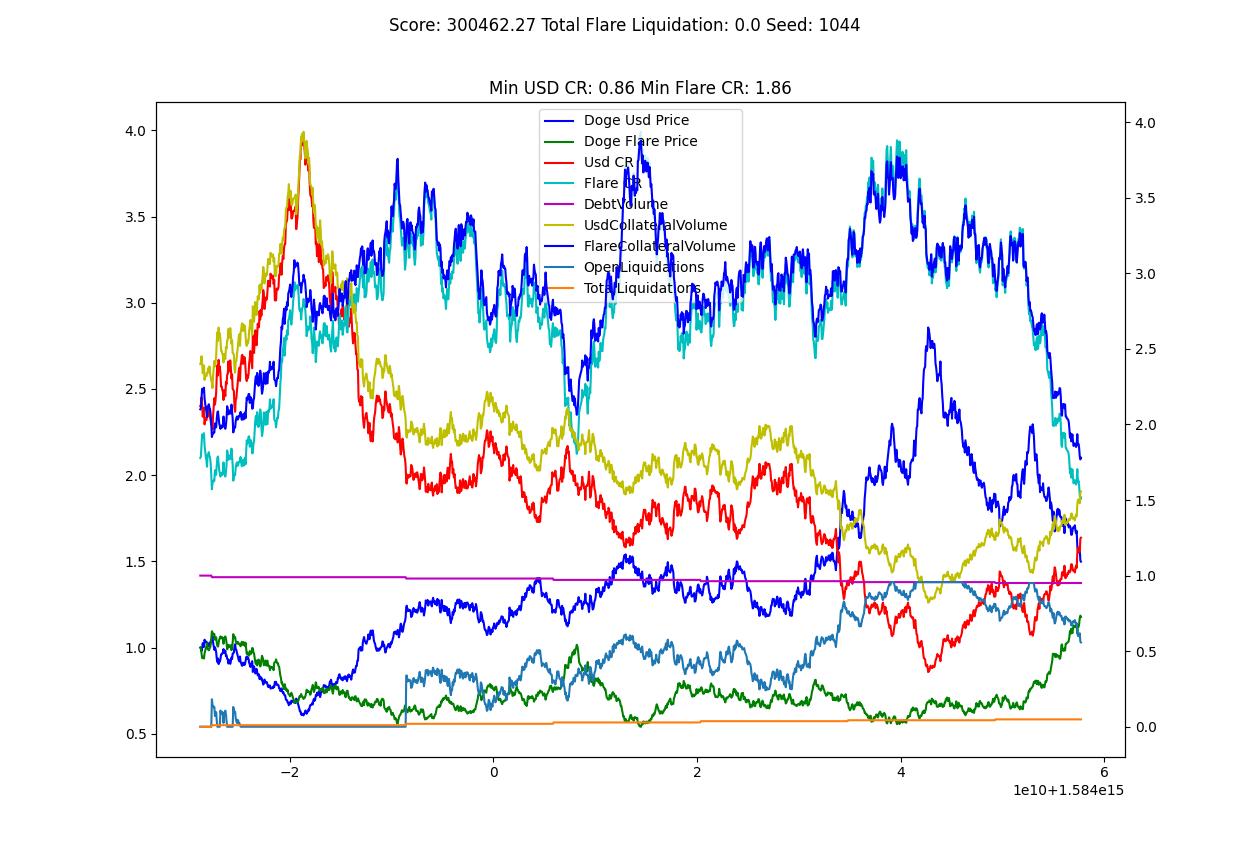 Score: 300462.27 Total Flare Liquidation: 0.0 Seed: 1044
Min USD CR: 0.86 Min Flare CR: 1.86
Doge Usd Price
Doge Flare Price
Usd CR
Flare CR
DebtVolume
UsdCollateralVolume
FlareCollateralVolume
OpenLiquidations
TotalLiquidations
4.0
3.5
3.0
2.5
2.0
1.5
1.0
0.5
4.0
3.5
3.0
2.5
2.0
1.5
1.0
0.5
0.0
−2
0
2
4
6
1e10+1.584e15